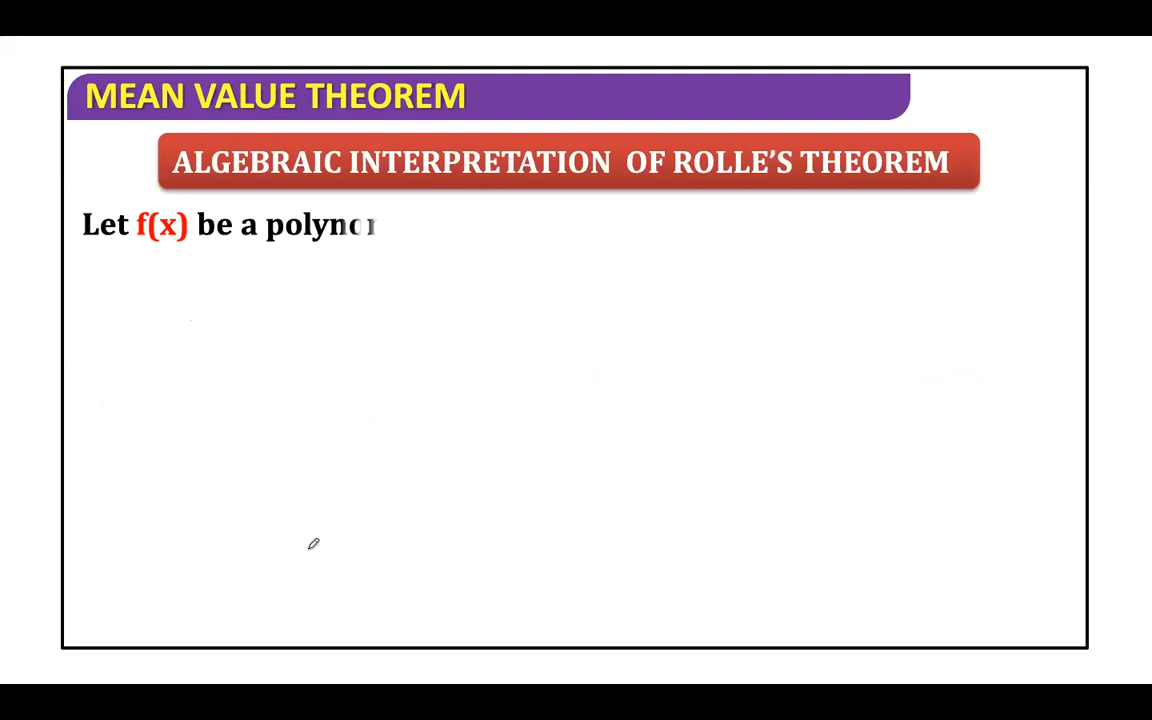 MEAN VALUE THEOREM
ALGEBRAIC INTERPRETATION OF ROLLE'S THEOREM
Let f(x) be a